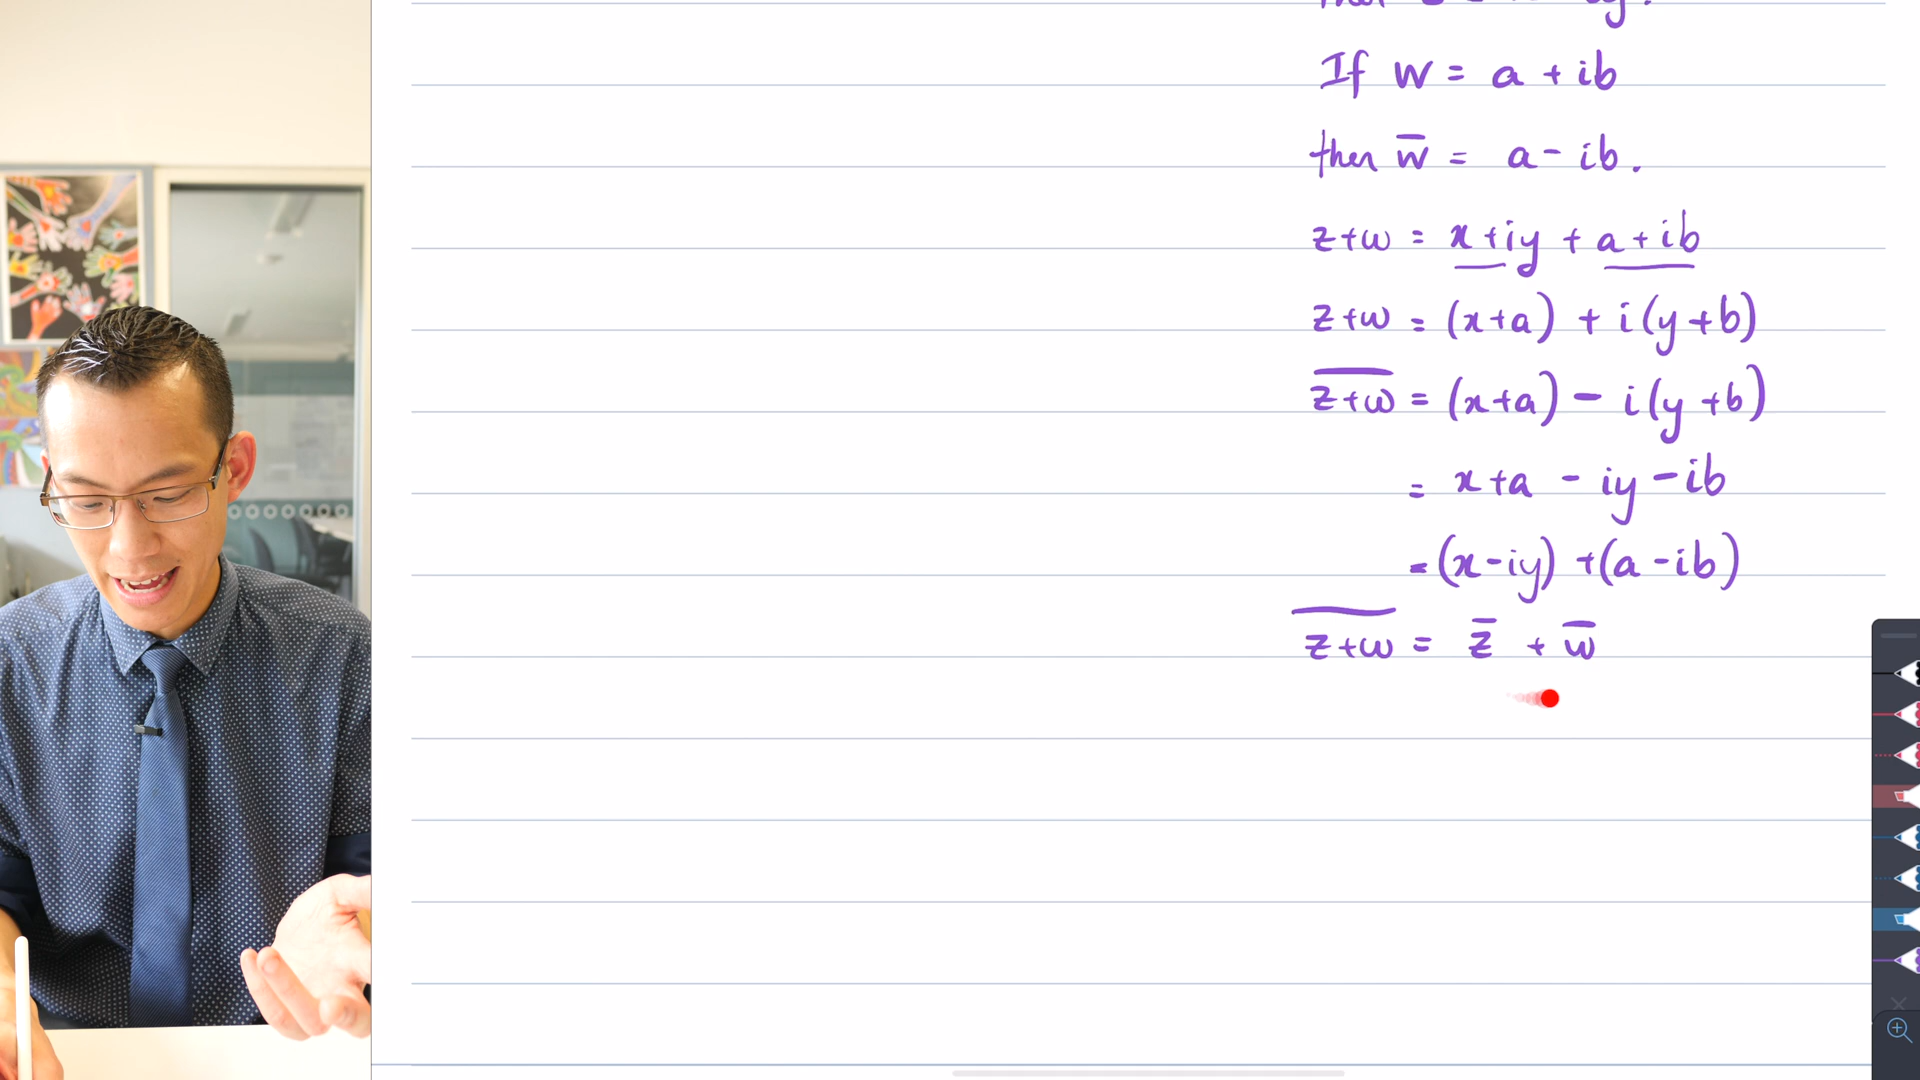 If w = a + ib
then w̅ = a - ib.
z+w = x+iy + a+ib
z+w = (x+a) + i(y+b)
z̅+̅w̅ = (x+a) - i(y+b)
= x+a - iy - ib
= (x-iy) + (a-ib)
z̅+̅w̅ = z̅ + w̅